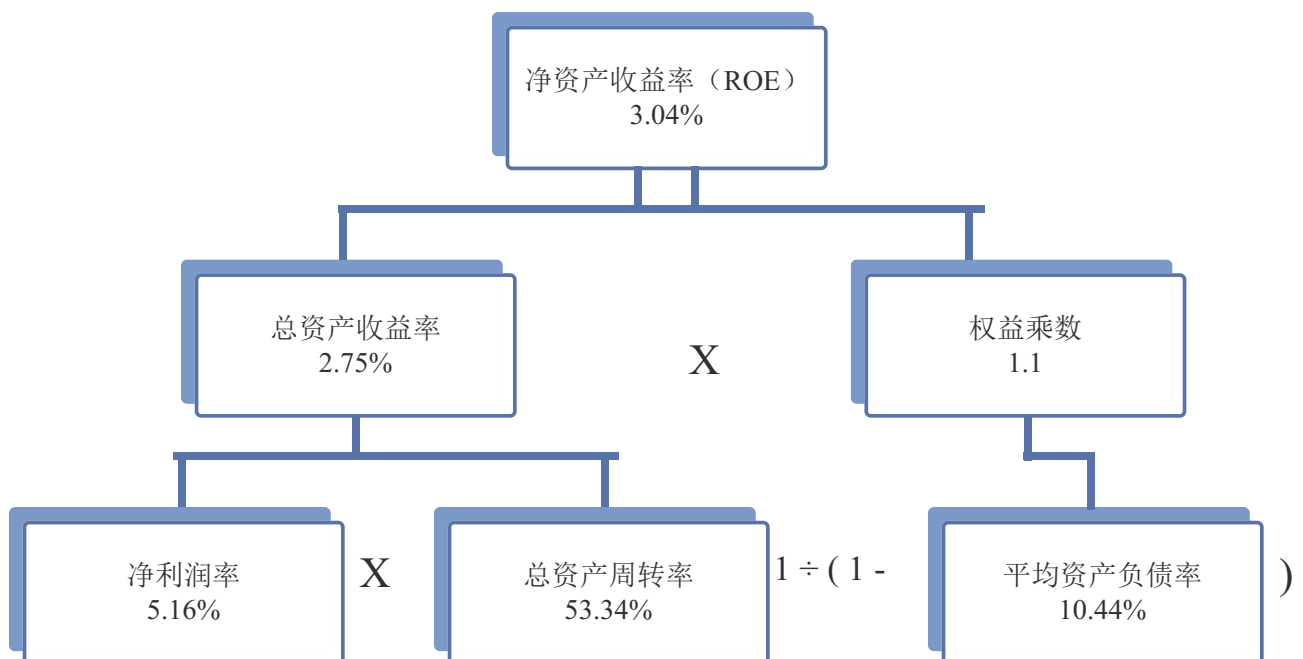 净资产收益率（ROE）
3.04%
总资产收益率
2.75%
X
权益乘数
1.1
净利润率
5.16%
X
总资产周转率
53.34%
1 ÷ ( 1 -
平均资产负债率
10.44%
)